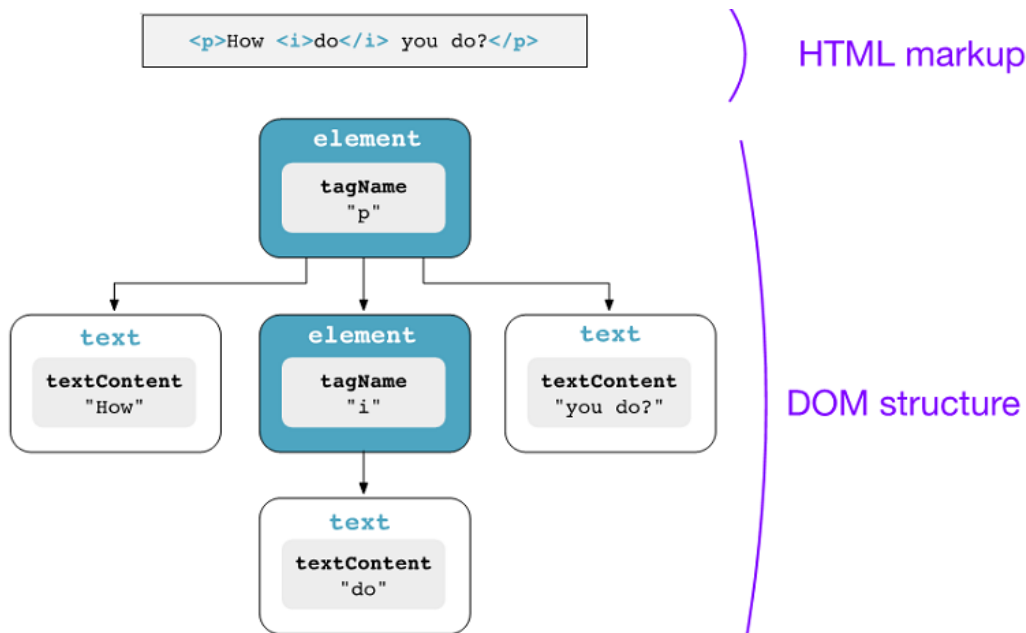 <p>How <i>do</i> you do?</p>
HTML markup
element
tagName
"p"
text
textContent
"How"
element
tagName
"i"
text
textContent
"you do?"
DOM structure
text
textContent
"do"